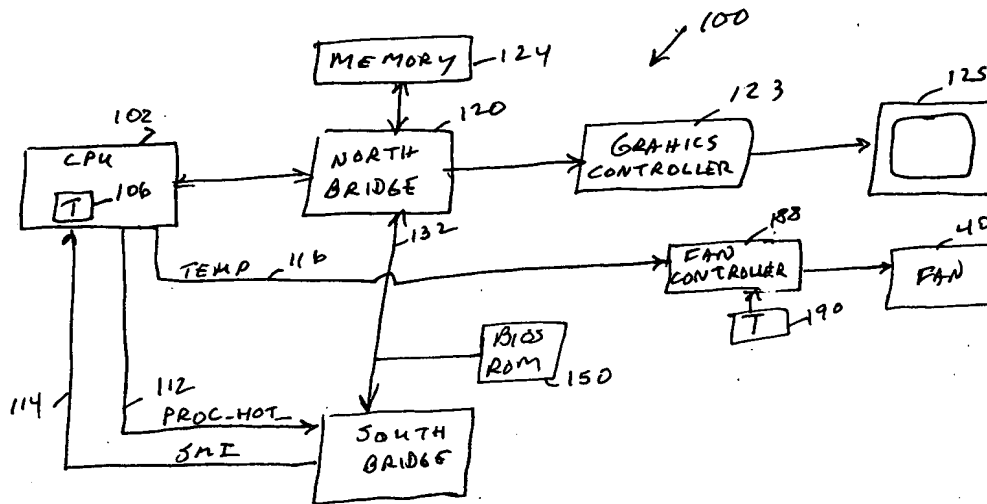 100
MEMORY
124
102
CPU
T
106
120
NORTH
BRIDGE
123
GRAHICS
CONTROLLER
125
132
TEMP
116
188
FAN
CONTROLLER
T
190
FAN
BIOS
ROM
150
114
112
PROC-HOT_
SMI
SOUTH
BRIDGE